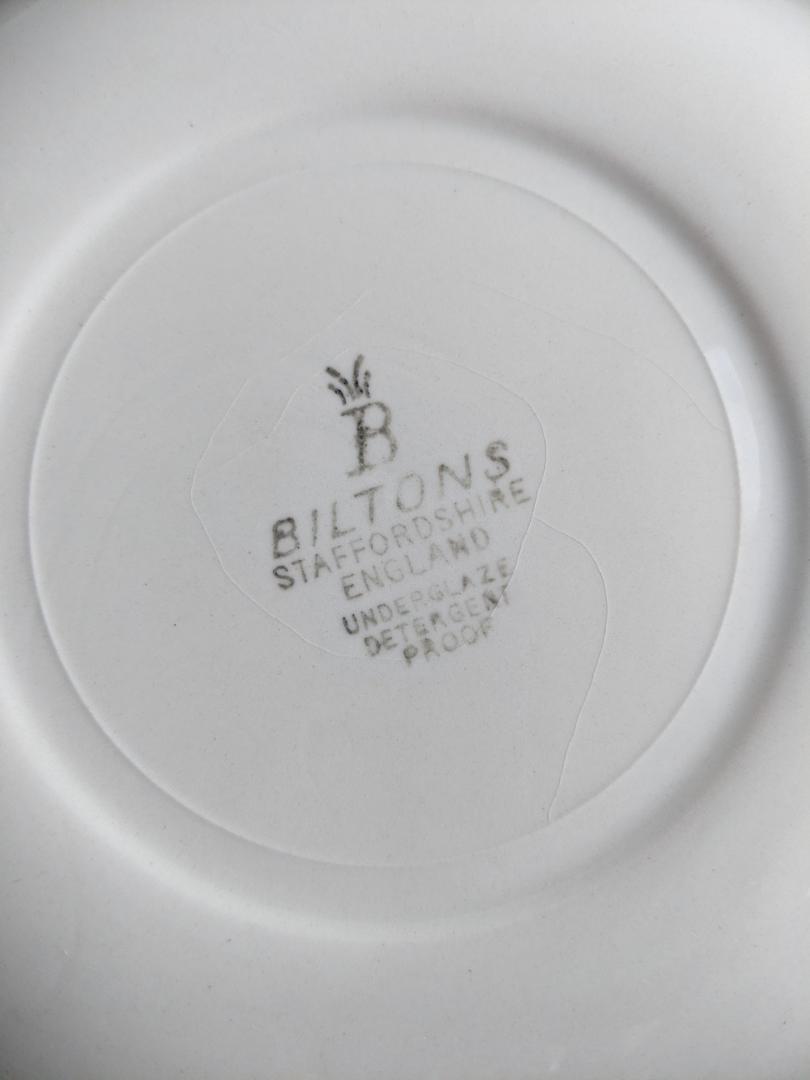 B
BILTONS
STAFFORDSHIRE
ENGLAND
UNDERGLAZE
DETERGENT
PROOF